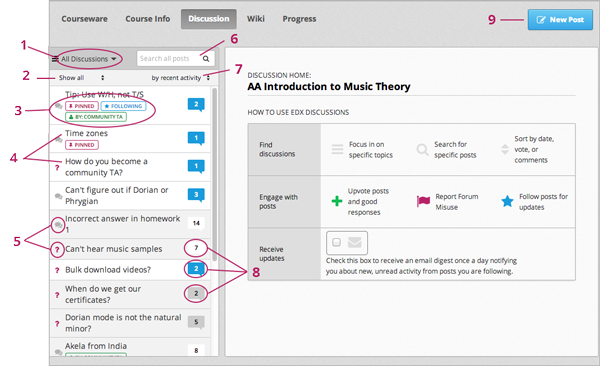 Courseware
Course Info
Discussion
Wiki
Progress
9
New Post
1
All Discussions
Search all posts
6
2
Show all
by recent activity
7
Tip: Use W/H, not T/S
3
PINNED
FOLLOWING
2
BY: COMMUNITY TA
Time zones
1
PINNED
4
?
How do you become a
community TA?
1
Can't figure out if Dorian or
Phrygian
3
5
Incorrect answer in homework
1
14
?
Can't hear music samples
7
?
Bulk download videos?
2
8
?
When do we get our
certificates?
2
?
Dorian mode is not the natural
minor?
5
Akela from India
8
DISCUSSION HOME:
AA Introduction to Music Theory
HOW TO USE EDX DISCUSSIONS
Find
discussions
Focus in on
specific topics
Search for
specific posts
Sort by date,
vote, or
comments
Engage with
posts
Upvote posts
and good
responses
Report Forum
Misuse
Follow posts for
updates
Receive
updates
Check this box to receive an email digest once a day notifying
you about new, unread activity from posts you are following.